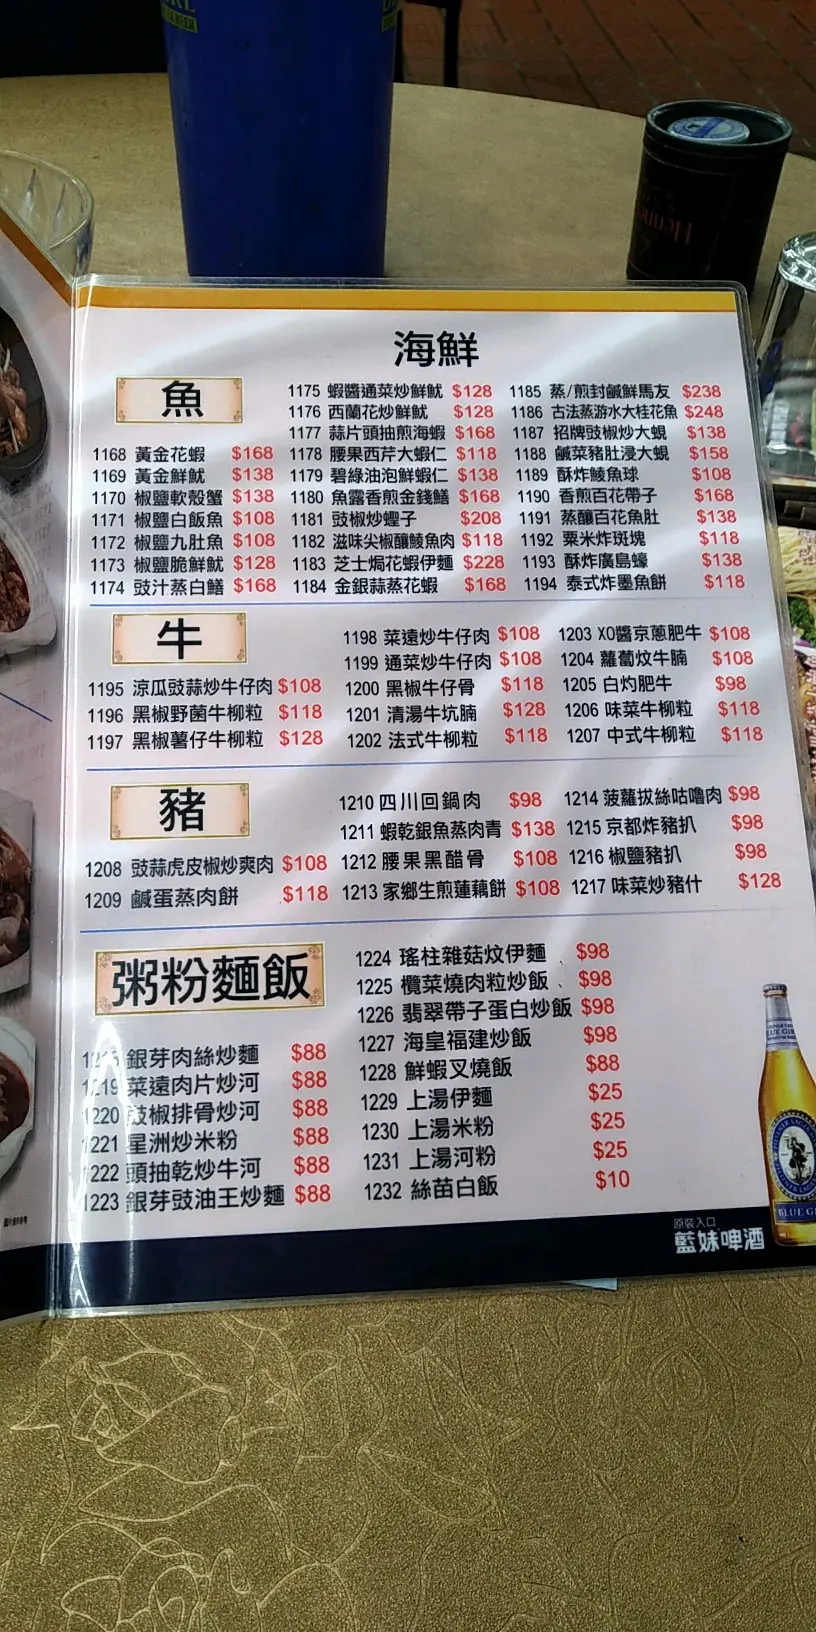 海鮮
魚
1168 黃金花蝦 $168
1169 黃金鮮魷 $138
1170 椒鹽軟殼蟹 $138
1171 椒鹽白飯魚 $108
1172 椒鹽九肚魚 $108
1173 椒鹽脆鮮魷 $128
1174 豉汁蒸白鱔 $168
1175 蝦醬通菜炒鮮魷 $128
1176 西蘭花炒鮮魷 $128
1177 蒜片頭抽煎海蝦 $168
1178 腰果西芹大蝦仁 $118
1179 碧綠油泡鮮蝦仁 $138
1180 魚露香煎金錢鱔 $168
1181 豉椒炒蟶子 $208
1182 滋味尖椒釀鯪魚肉 $118
1183 芝士焗花蝦伊麵 $228
1184 金銀蒜蒸花蝦 $168
1185 蒸/煎封鹹鮮馬友 $238
1186 古法蒸游水大桂花魚 $248
1187 招牌豉椒炒大蜆 $138
1188 鹹菜豬肚浸大蜆 $158
1189 酥炸鯪魚球 $108
1190 香煎百花帶子 $168
1191 蒸釀百花魚肚 $138
1192 粟米炸斑塊 $118
1193 酥炸廣島蠔 $138
1194 泰式炸墨魚餅 $118
牛
1195 涼瓜豉蒜炒牛仔肉 $108
1196 黑椒野菌牛柳粒 $118
1197 黑椒薯仔牛柳粒 $128
1198 菜遠炒牛仔肉 $108
1199 通菜炒牛仔肉 $108
1200 黑椒牛仔骨 $118
1201 清湯牛坑腩 $128
1202 法式牛柳粒 $118
1203 XO醬京蔥肥牛 $108
1204 蘿蔔炆牛腩 $108
1205 白灼肥牛 $98
1206 味菜牛柳粒 $118
1207 中式牛柳粒 $118
豬
1208 豉蒜虎皮椒炒爽肉 $108
1209 鹹蛋蒸肉餅 $118
1210 四川回鍋肉 $98
1211 蝦乾銀魚蒸肉青 $138
1212 腰果黑醋骨 $108
1213 家鄉生煎蓮藕餅 $108
1214 菠蘿拔絲咕嚕肉 $98
1215 京都炸豬扒 $98
1216 椒鹽豬扒 $98
1217 味菜炒豬什 $128
粥粉麵飯
銀芽肉絲炒麵 $88
1219 菜遠肉片炒河 $88
1220 豉椒排骨炒河 $88
1221 星洲炒米粉 $88
1222 頭抽乾炒牛河 $88
1223 銀芽豉油王炒麵 $88
1224 瑤柱雜菇炆伊麵 $98
1225 欖菜燒肉粒炒飯 $98
1226 翡翠帶子蛋白炒飯 $98
1227 海皇福建炒飯 $98
1228 鮮蝦叉燒飯 $88
1229 上湯伊麵 $25
1230 上湯米粉 $25
1231 上湯河粉 $25
1232 絲苗白飯 $10
原裝入口
藍妹啤酒